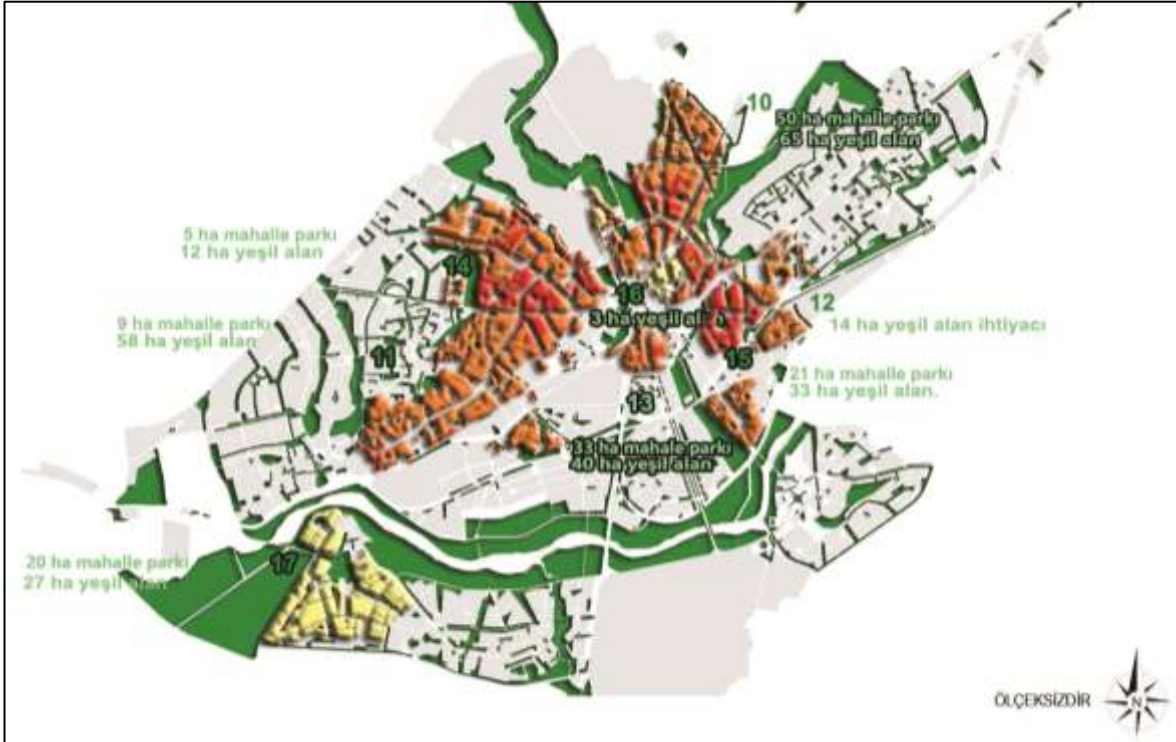 10
50 ha mahalle parkı
65 ha yeşil alan
5 ha mahalle parkı
12 ha yeşil alan
14
16
3 ha yeşil alan
12
14 ha yeşil alan ihtiyacı
9 ha mahalle parkı
58 ha yeşil alan
11
15
21 ha mahalle parkı
33 ha yeşil alan.
13
33 ha mahale parkı
40 ha yeşil alan
20 ha mahalle parkı
27 ha yeşil alan
17
ÖLÇEKSİZDİR
N